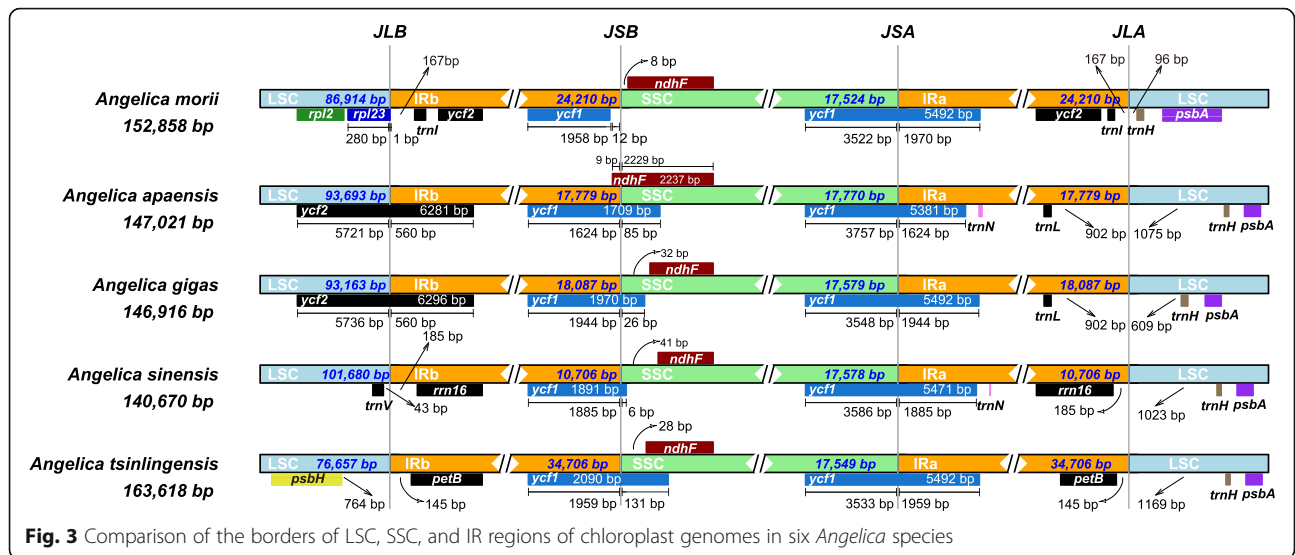 JLB JSB JSA JLA
167bp 8 bp 167 bp 96 bp
ndhF
Angelica morii LSC 86,914 bp IRb 24,210 bp SSC 17,524 bp IRa 24,210 bp LSC
rpl2 rpl23 trnI ycf2 ycf1 ycf1 5492 bp ycf2 trnI trnH psbA
152,858 bp 280 bp 1 bp 1958 bp 12 bp 3522 bp 1970 bp
9 bp 2229 bp
ndhF 2237 bp
Angelica apaensis LSC 93,693 bp IRb 17,779 bp SSC 17,770 bp IRa 17,779 bp LSC
ycf2 6281 bp ycf1 1709 bp ycf1 5381 bp trnN trnL trnH psbA
147,021 bp 5721 bp 560 bp 1624 bp 85 bp 3757 bp 1624 bp 902 bp 1075 bp
32 bp ndhF
Angelica gigas LSC 93,163 bp IRb 18,087 bp SSC 17,579 bp IRa 18,087 bp LSC
ycf2 6296 bp ycf1 1970 bp ycf1 5492 bp trnL trnH psbA
146,916 bp 5736 bp 560 bp 1944 bp 26 bp 3548 bp 1944 bp 902 bp 609 bp
185 bp 41 bp ndhF
Angelica sinensis LSC 101,680 bp IRb 10,706 bp SSC 17,578 bp IRa 10,706 bp LSC
trnV rrn16 ycf1 1891 bp ycf1 5471 bp trnN rrn16 trnH psbA
140,670 bp 43 bp 1885 bp 6 bp 3586 bp 1885 bp 185 bp 1023 bp
28 bp ndhF
Angelica tsinlingensis LSC 76,657 bp IRb 34,706 bp SSC 17,549 bp IRa 34,706 bp LSC
psbH petB ycf1 2090 bp ycf1 5492 bp petB trnH psbA
163,618 bp 764 bp 145 bp 1959 bp 131 bp 3533 bp 1959 bp 145 bp 1169 bp
Fig. 3 Comparison of the borders of LSC, SSC, and IR regions of chloroplast genomes in six Angelica species